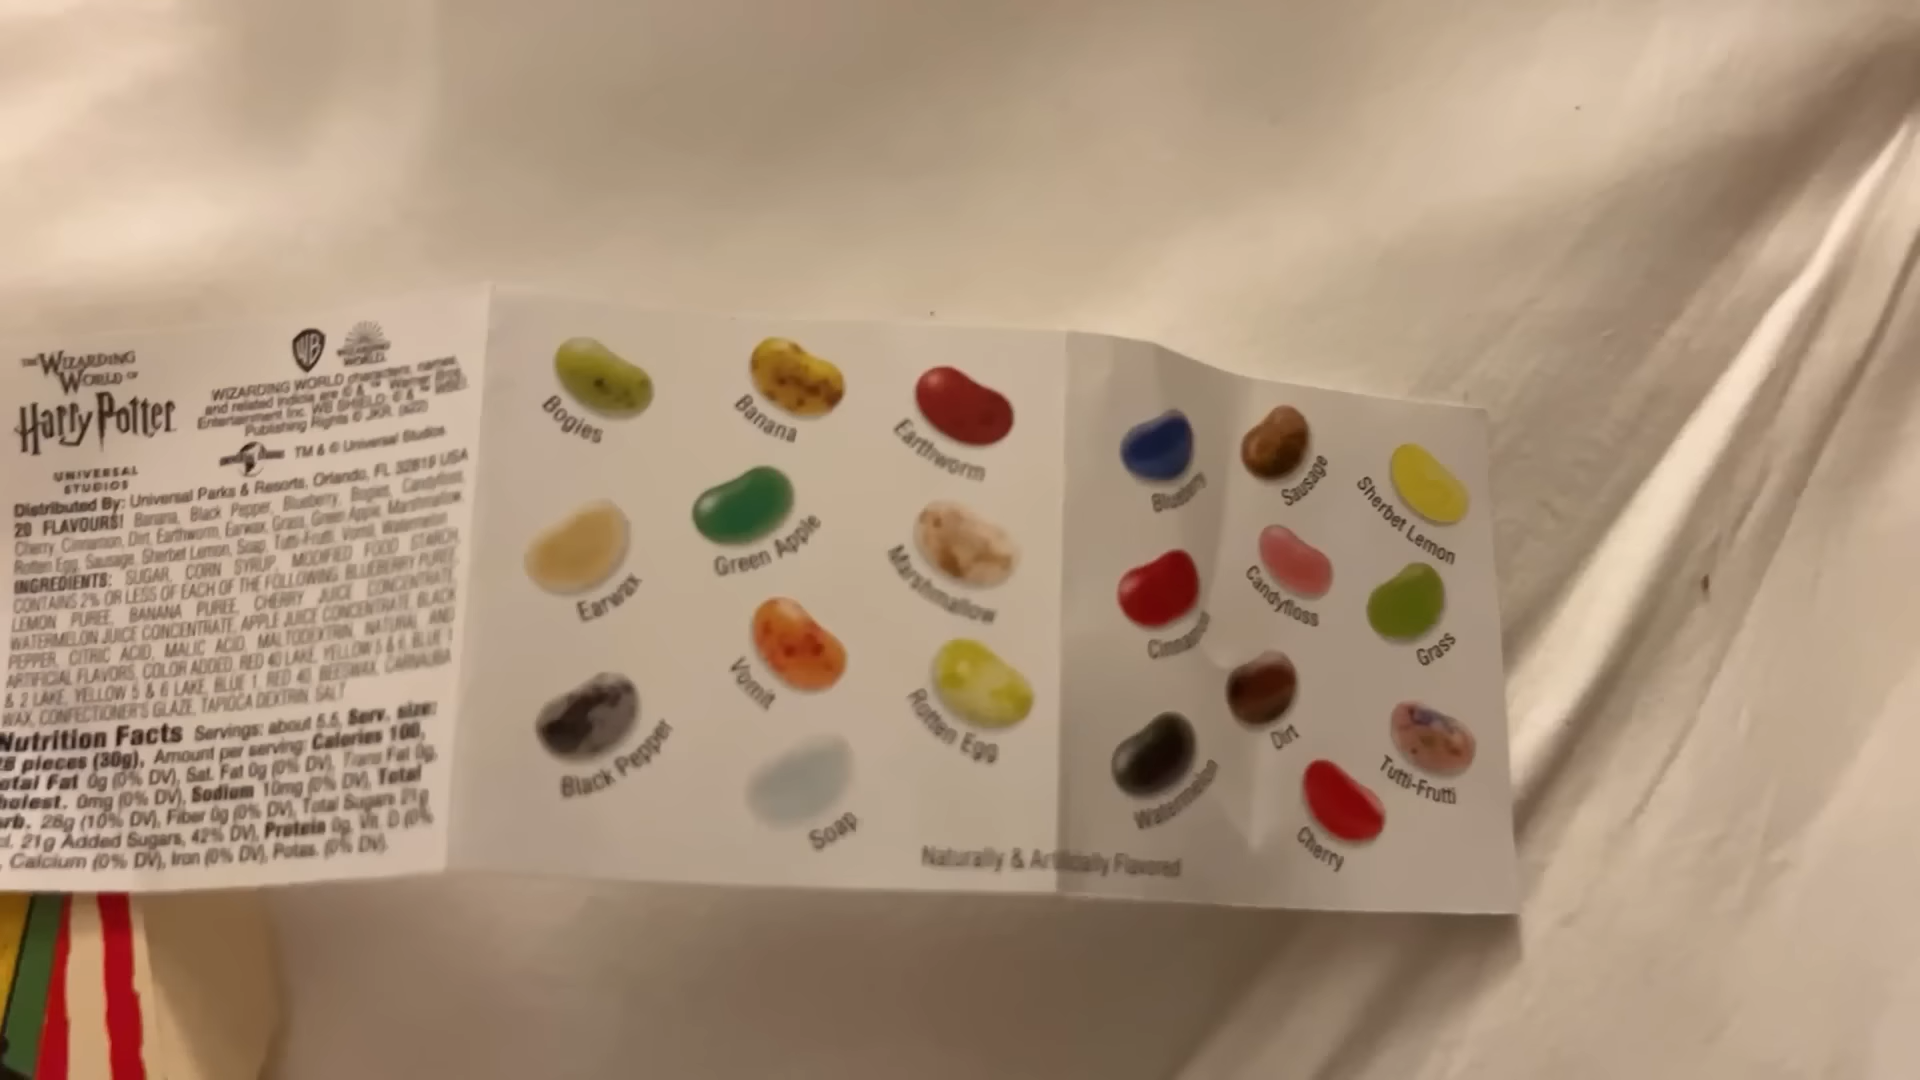 THE WIZARDING
WORLD OF
Harry Potter
UNIVERSAL
STUDIOS
WB
WIZARDING
WORLD
WIZARDING WORLD characters, names,
and related indicia are © & ™ Warner Bros.
Entertainment Inc. WB SHIELD: © & ™ WBEI.
Publishing Rights © JKR. (s22)
TM & © Universal Studios
Distributed By: Universal Parks & Resorts, Orlando, FL 32819 USA
20 FLAVOURS! Banana, Black Pepper, Blueberry, Bogies, Candyfloss,
Cherry, Cinnamon, Dirt, Earthworm, Earwax, Grass, Green Apple, Marshmallow,
Rotten Egg, Sausage, Sherbet Lemon, Soap, Tutti-Frutti, Vomit, Watermelon
INGREDIENTS: SUGAR, CORN SYRUP, MODIFIED FOOD STARCH,
CONTAINS 2% OR LESS OF EACH OF THE FOLLOWING: BLUEBERRY PUREE,
LEMON PUREE, BANANA PUREE, CHERRY JUICE CONCENTRATE,
WATERMELON JUICE CONCENTRATE, APPLE JUICE CONCENTRATE, BLACK
PEPPER, CITRIC ACID, MALIC ACID, MALTODEXTRIN, NATURAL AND
ARTIFICIAL FLAVORS, COLOR ADDED, RED 40 LAKE, YELLOW 5 & 6, BLUE 1
& 2 LAKE, YELLOW 5 & 6 LAKE, BLUE 1, RED 40, BEESWAX, CARNAUBA
WAX, CONFECTIONER'S GLAZE, TAPIOCA DEXTRIN, SALT
Nutrition Facts Servings: about 5.5, Serv. size:
28 pieces (30g), Amount per serving: Calories 100,
otal Fat 0g (0% DV), Sat. Fat 0g (0% DV), Trans Fat 0g,
holest. 0mg (0% DV), Sodium 10mg (0% DV), Total
arb. 28g (10% DV), Fiber 0g (0% DV), Total Sugars 21g
cl. 21g Added Sugars, 42% DV), Protein 0g, Vit. D (0%
, Calcium (0% DV), Iron (0% DV), Potas. (0% DV).
Bogies
Banana
Earthworm
Earwax
Green Apple
Marshmallow
Vomit
Rotten Egg
Black Pepper
Soap
Blueberry
Sausage
Sherbet Lemon
Cinnamon
Candyfloss
Grass
Dirt
Watermelon
Tutti-Frutti
Cherry
Naturally & Artificially Flavored